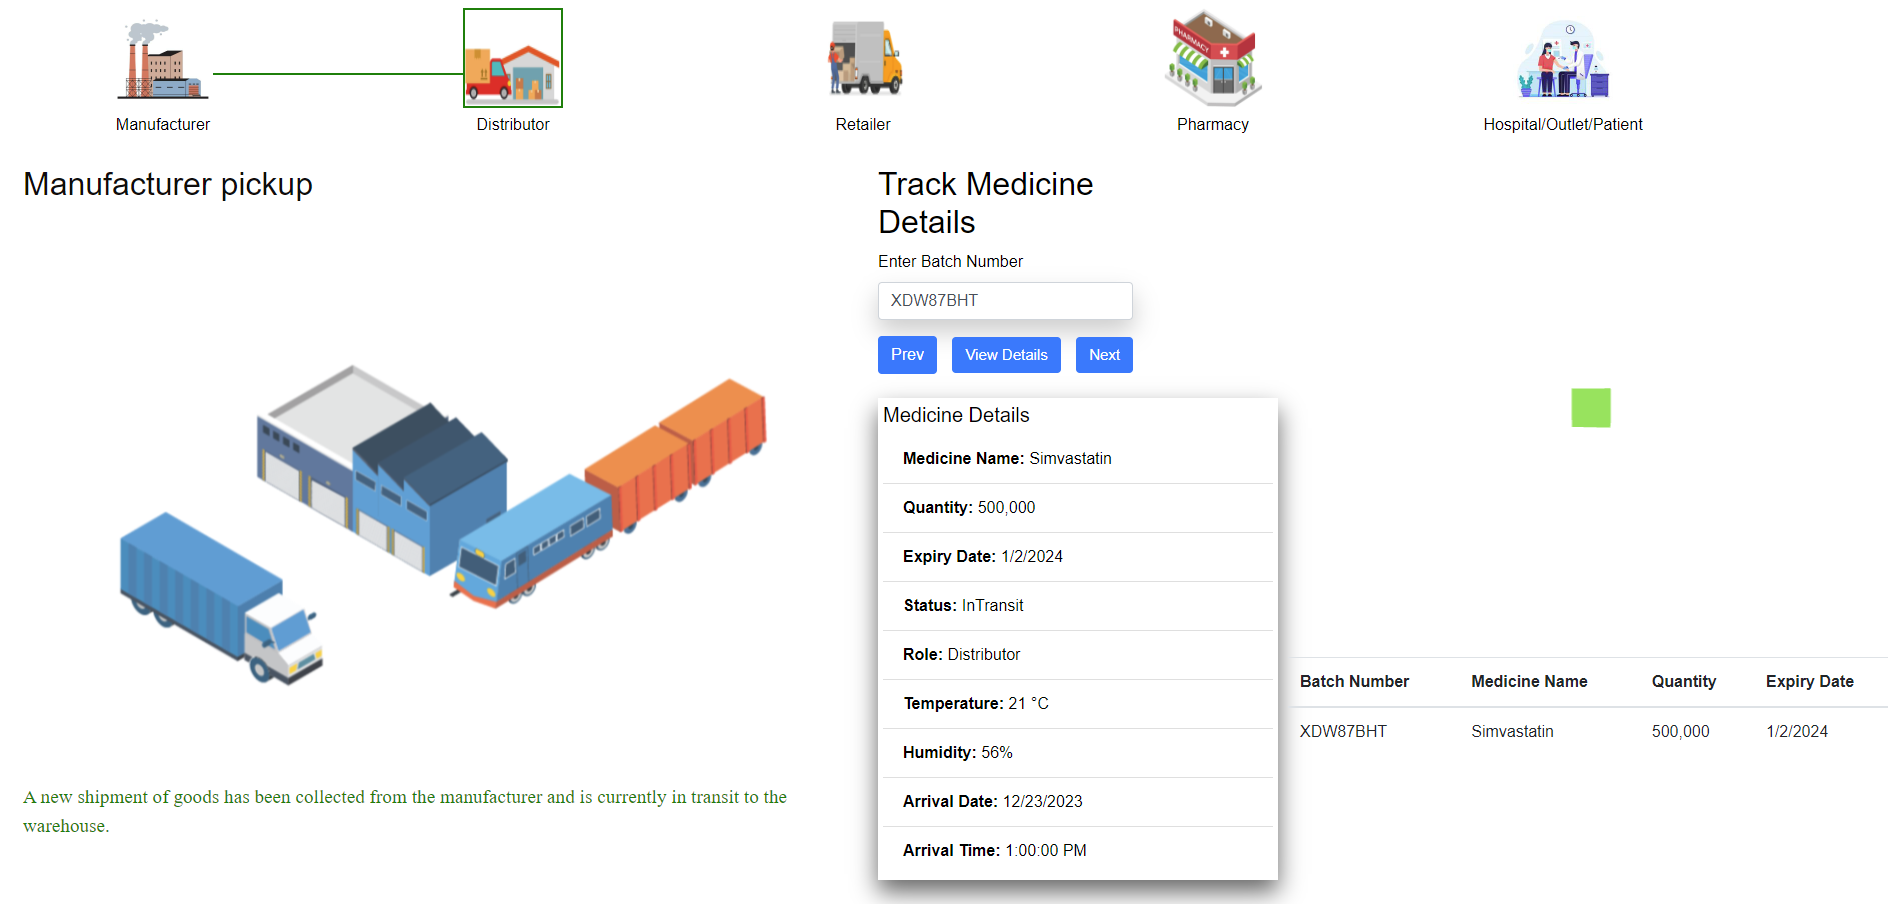 PHARMACY
Manufacturer
Distributor
Retailer
Pharmacy
Hospital/Outlet/Patient
Manufacturer pickup
A new shipment of goods has been collected from the manufacturer and is currently in transit to the
warehouse.
Track Medicine
Details
Enter Batch Number
XDW87BHT
Prev View Details Next
Medicine Details
Medicine Name: Simvastatin
Quantity: 500,000
Expiry Date: 1/2/2024
Status: InTransit
Role: Distributor
Temperature: 21 °C
Humidity: 56%
Arrival Date: 12/23/2023
Arrival Time: 1:00:00 PM
Batch Number Medicine Name Quantity Expiry Date
XDW87BHT Simvastatin 500,000 1/2/2024